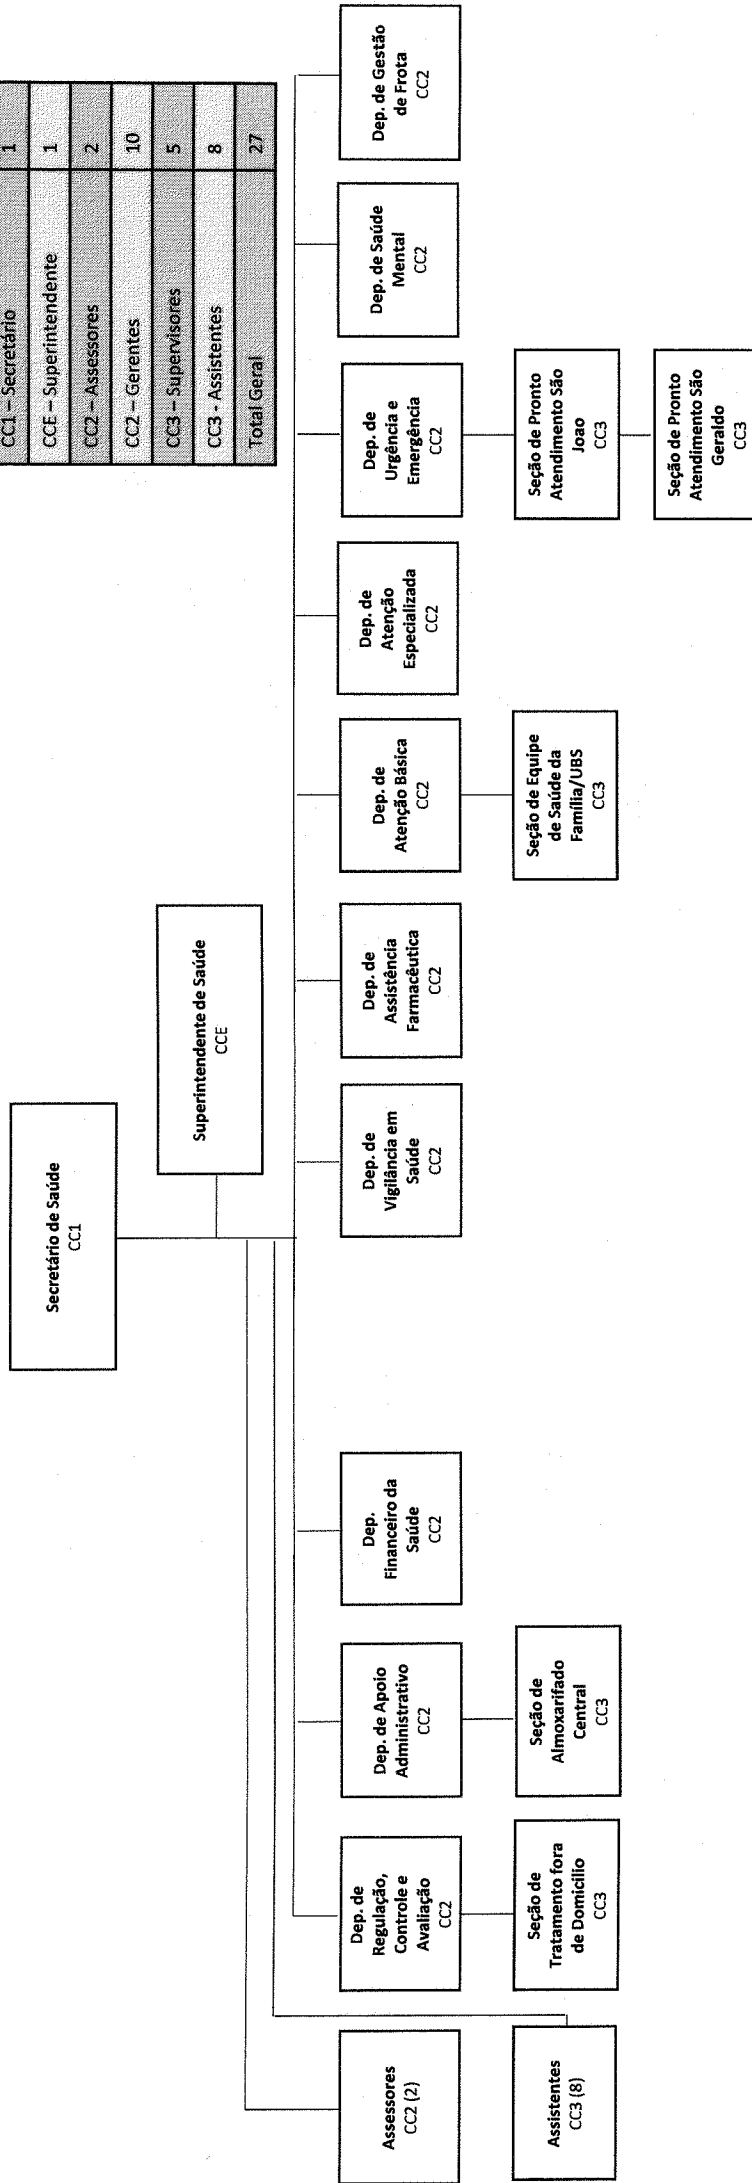 CC1 – Secretário 1
CCE – Superintendente 1
CC2 – Assessores 2
CC2 – Gerentes 10
CC3 – Supervisores 5
CC3 - Assistentes 8
Total Geral 27
Secretário de Saúde
CC1
Superintendente de Saúde
CCE
Assessores
CC2 (2)
Assistentes
CC3 (8)
Dep. de
Regulação,
Controle e
Avaliação
CC2
Seção de
Tratamento fora
de Domicílio
CC3
Dep. de Apoio
Administrativo
CC2
Seção de
Almoxarifado
Central
CC3
Dep.
Financeiro da
Saúde
CC2
Dep. de
Vigilância em
Saúde
CC2
Dep. de
Assistência
Farmacêutica
CC2
Dep. de
Atenção Básica
CC2
Seção de Equipe
de Saúde da
Família/UBS
CC3
Dep. de
Atenção
Especializada
CC2
Dep. de
Urgência e
Emergência
CC2
Seção de Pronto
Atendimento São
Joao
CC3
Seção de Pronto
Atendimento São
Geraldo
CC3
Dep. de Saúde
Mental
CC2
Dep. de Gestão
de Frota
CC2